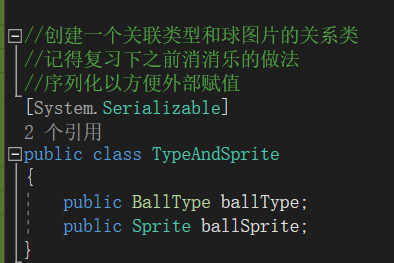 //创建一个关联类型和球图片的关系类
//记得复习下之前消消乐的做法
//序列化以方便外部赋值
[System.Serializable]
2 个引用
public class TypeAndSprite
{
    public BallType ballType;
    public Sprite ballSprite;
}